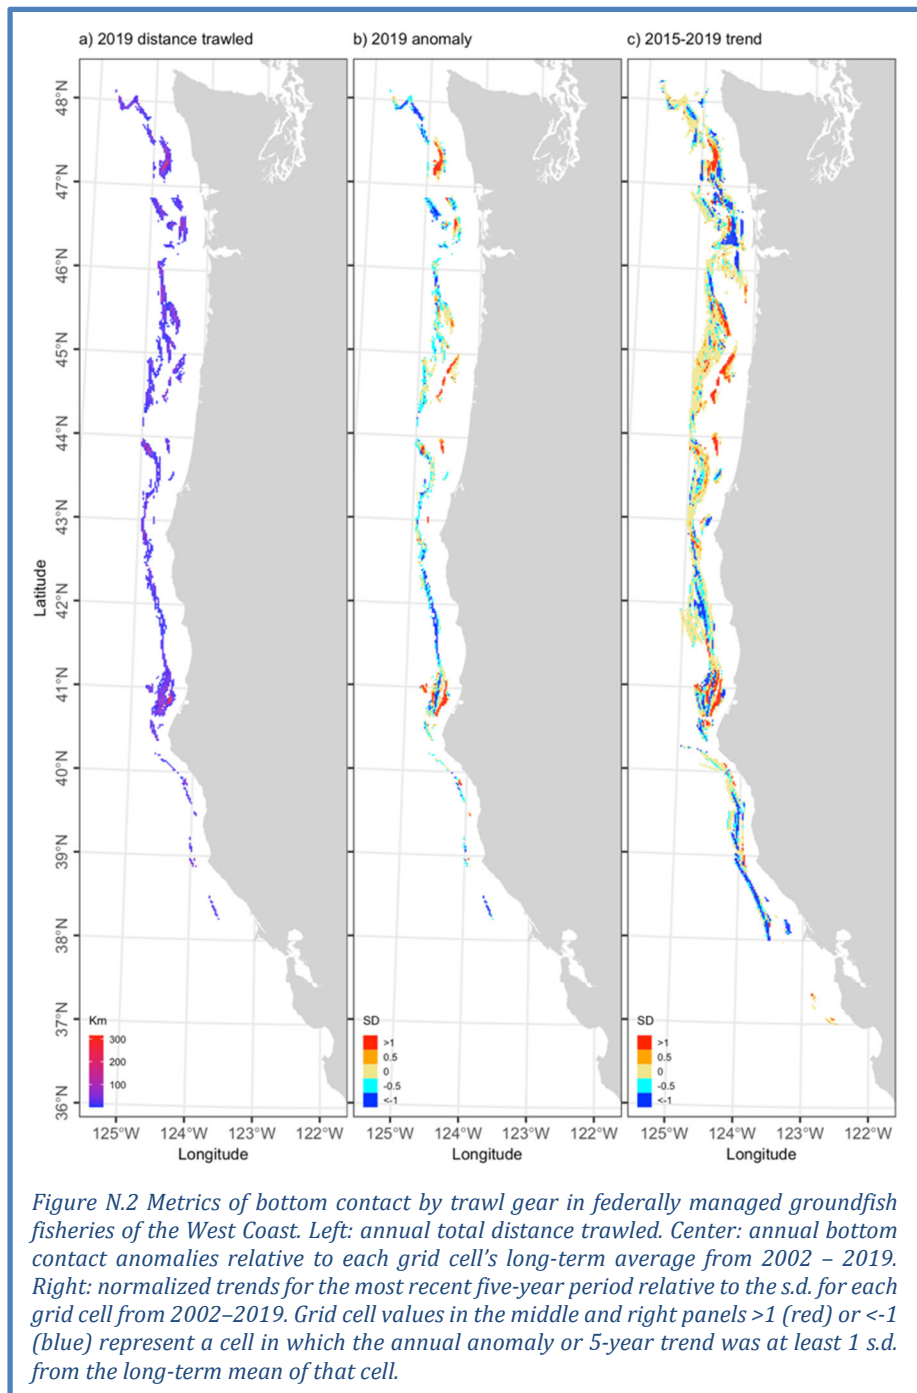 a) 2019 distance trawled
b) 2019 anomaly
c) 2015-2019 trend
Latitude
48°N
47°N
46°N
45°N
44°N
43°N
42°N
41°N
40°N
39°N
38°N
37°N
36°N
Km
300
200
100
SD
>1
0.5
0
-0.5
<-1
SD
>1
0.5
0
-0.5
<-1
125°W 124°W 123°W 122°W
125°W 124°W 123°W 122°W
125°W 124°W 123°W 122°W
Longitude
Longitude
Longitude
Figure N.2 Metrics of bottom contact by trawl gear in federally managed groundfish
fisheries of the West Coast. Left: annual total distance trawled. Center: annual bottom
contact anomalies relative to each grid cell's long-term average from 2002 – 2019.
Right: normalized trends for the most recent five-year period relative to the s.d. for each
grid cell from 2002–2019. Grid cell values in the middle and right panels >1 (red) or <-1
(blue) represent a cell in which the annual anomaly or 5-year trend was at least 1 s.d.
from the long-term mean of that cell.